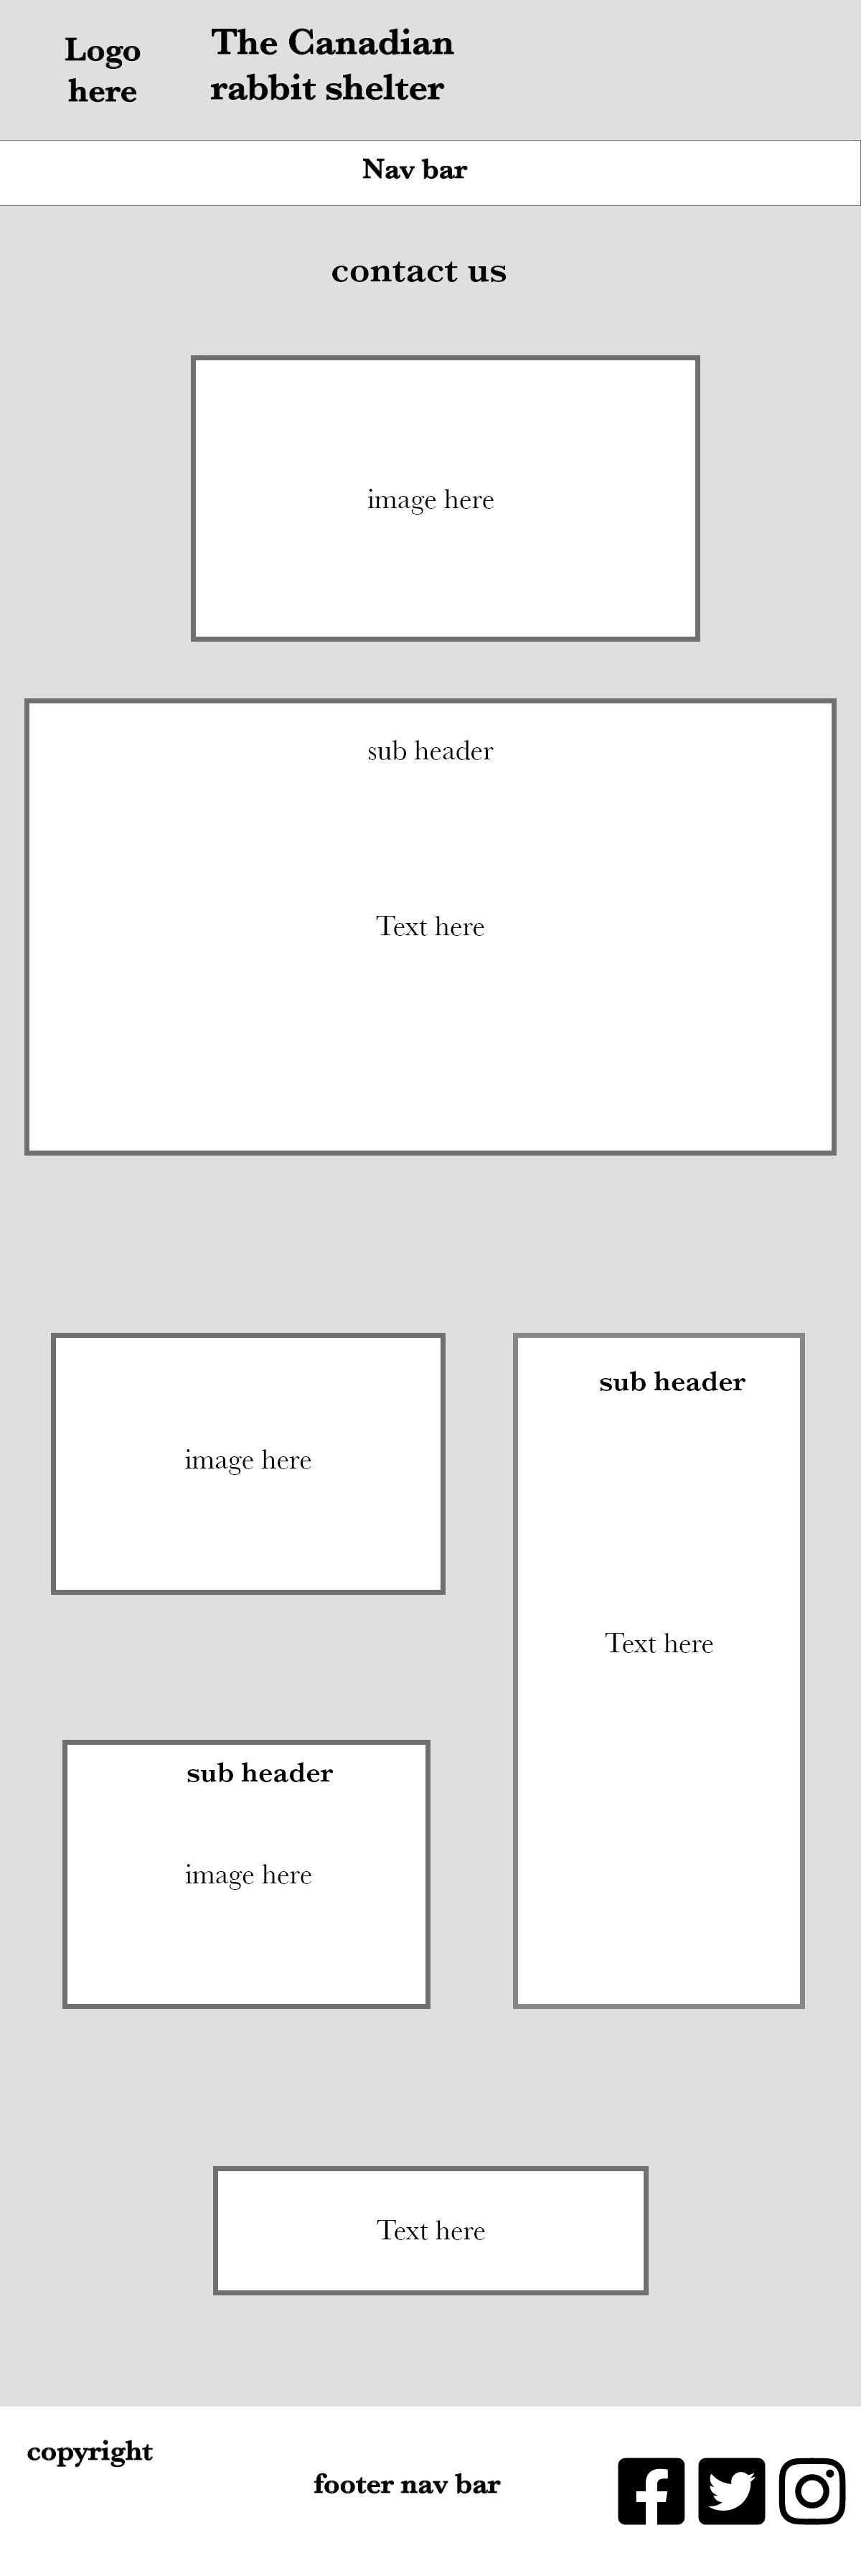 Logo
here
The Canadian
rabbit shelter
Nav bar
contact us
image here
sub header
Text here
image here
sub header
image here
sub header
Text here
Text here
copyright
footer nav bar